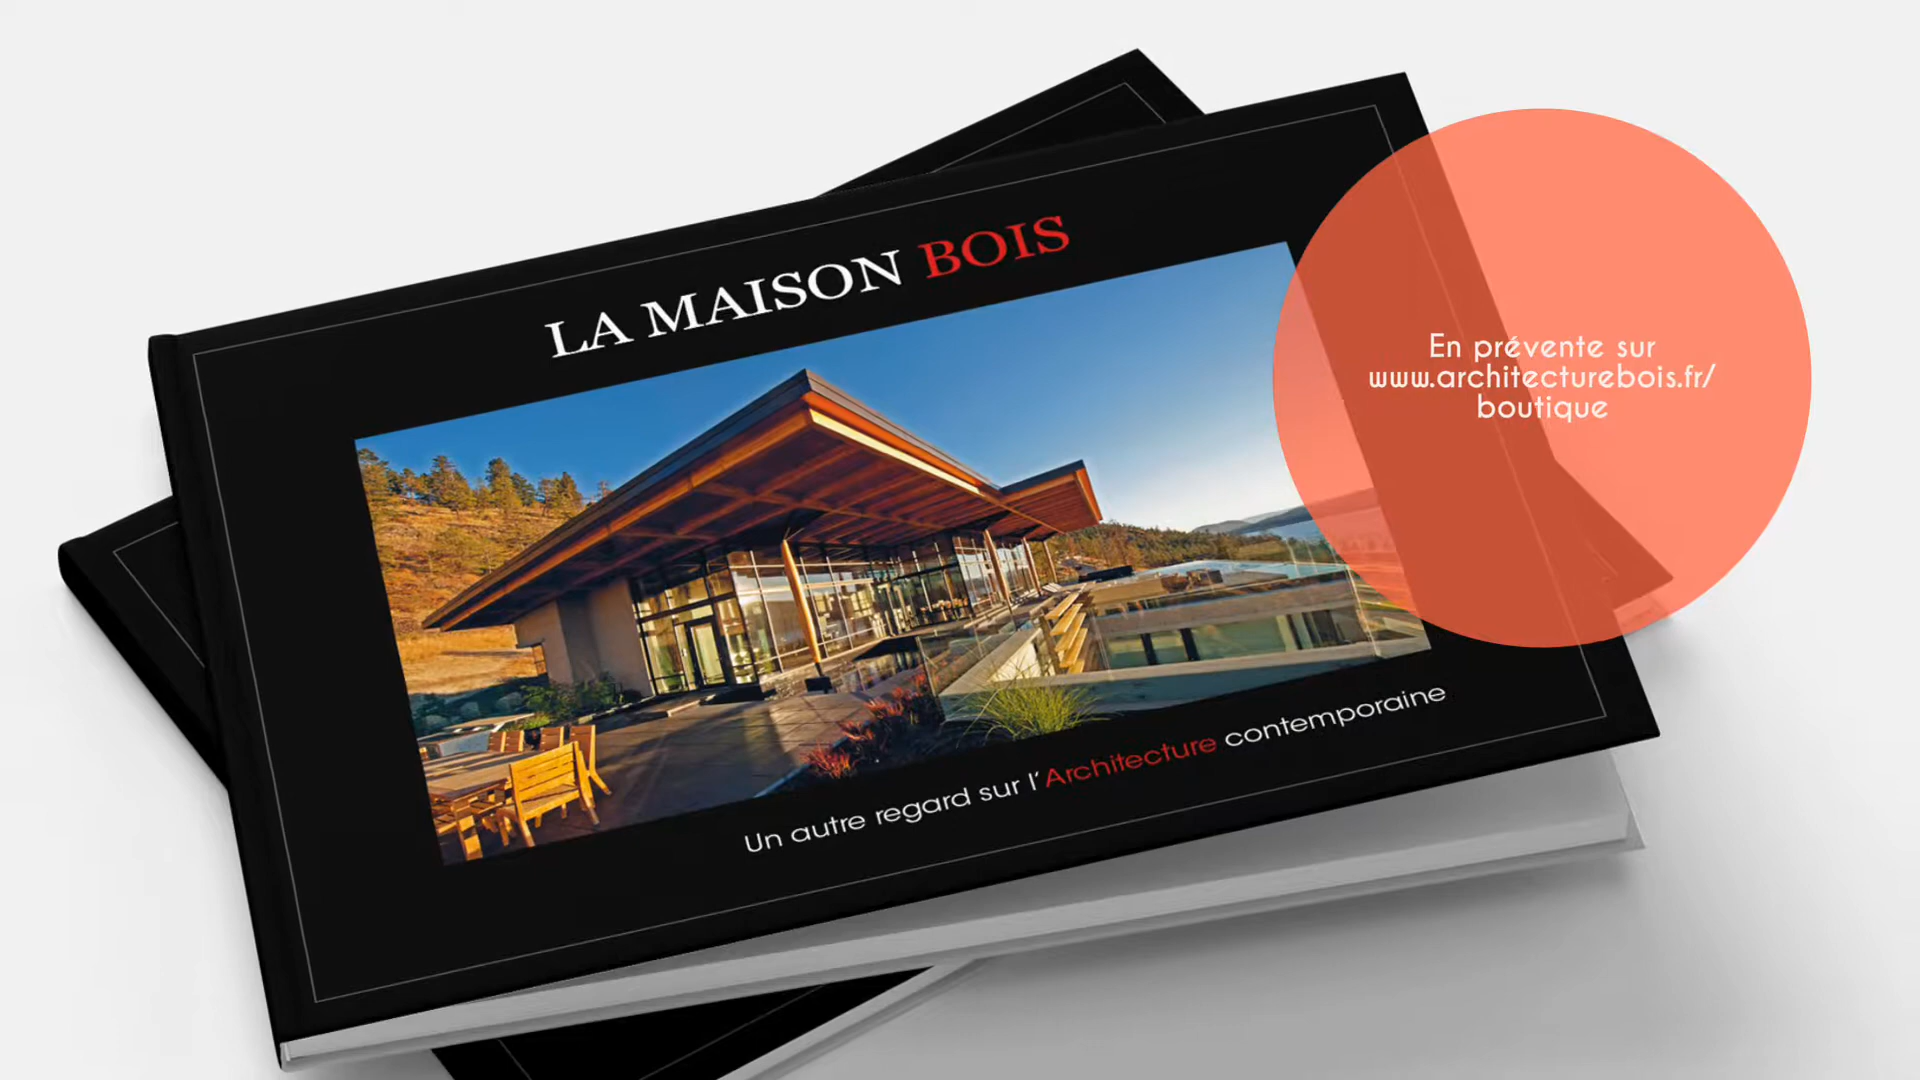 LA MAISON BOIS
En prévente sur
www.architecturebois.fr/
boutique
Un autre regard sur l'Architecture contemporaine